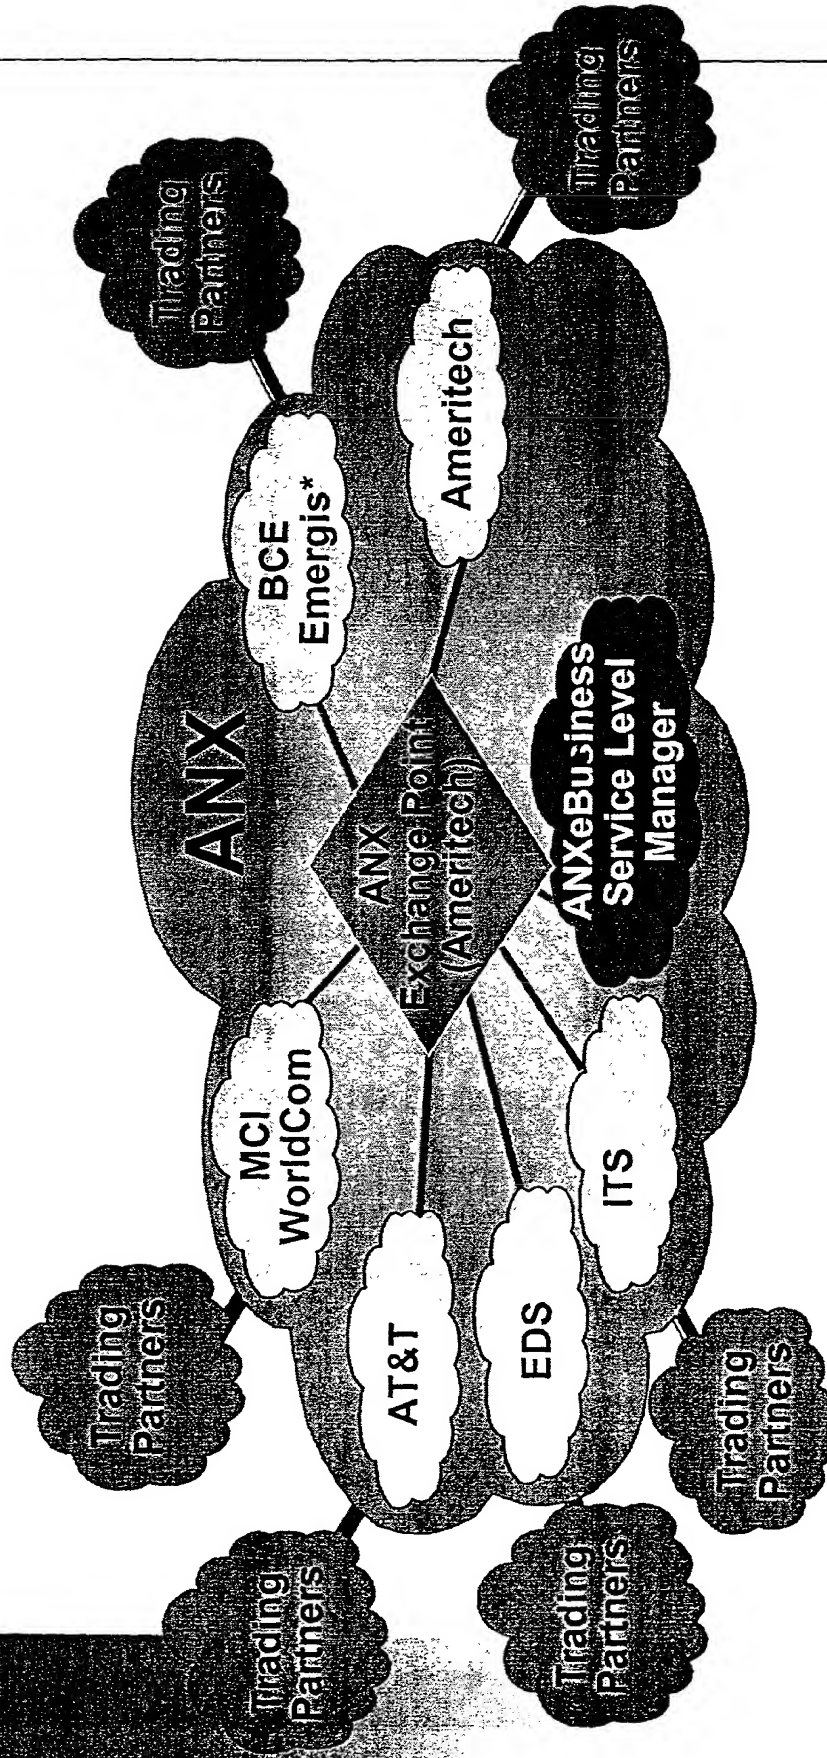 Trading
Partners
Trading
Partners
ANX
MCI
WorldCom
BCE
Emergis*
Trading
Partners
AT&T
ANX
Exchange Point
(Ameritech)
Ameritech
Trading
Partners
EDS
Trading
Partners
ITS
ANXeBusiness
Service Level
Manager
Trading
Partners